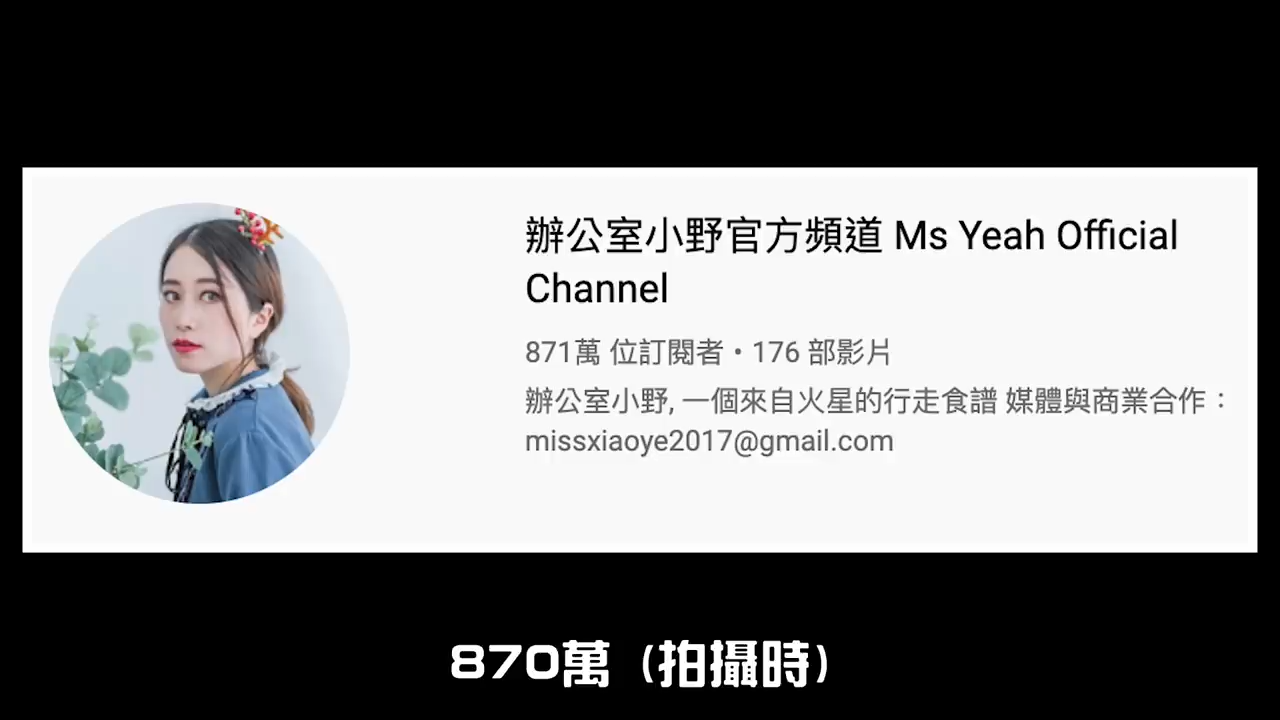 辦公室小野官方頻道 Ms Yeah Official
Channel
871萬 位訂閱者・176 部影片
辦公室小野, 一個來自火星的行走食譜 媒體與商業合作：
missxiaoye2017@gmail.com
870萬（拍攝時）